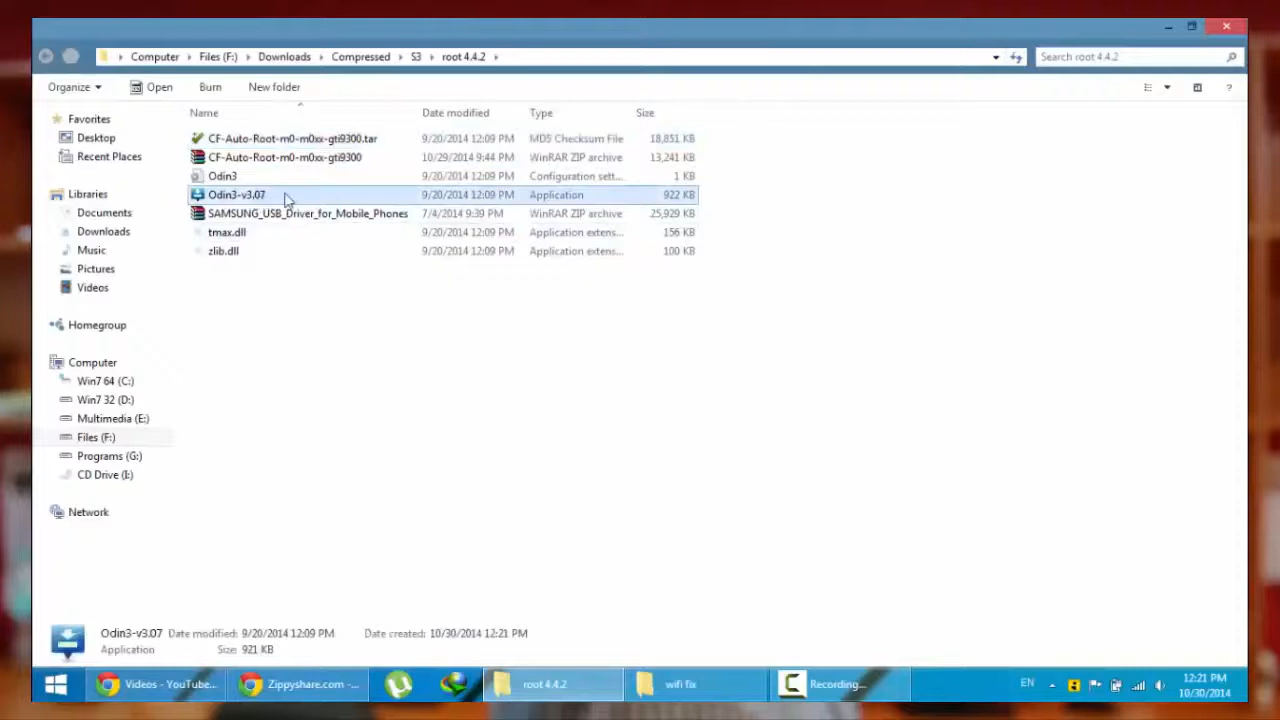 Computer Files (F:) Downloads Compressed S3 root 4.4.2 Search root 4.4.2
Organize Open Burn New folder
Name Date modified Type Size
CF-Auto-Root-m0-m0xx-gti9300.tar 9/20/2014 12:09 PM MD5 Checksum File 18,851 KB
CF-Auto-Root-m0-m0xx-gti9300 10/29/2014 9:44 PM WinRAR ZIP archive 13,241 KB
Odin3 9/20/2014 12:09 PM Configuration sett... 1 KB
Odin3-v3.07 9/20/2014 12:09 PM Application 922 KB
SAMSUNG_USB_Driver_for_Mobile_Phones 7/4/2014 9:39 PM WinRAR ZIP archive 25,929 KB
tmax.dll 9/20/2014 12:09 PM Application extens... 156 KB
zlib.dll 9/20/2014 12:09 PM Application extens... 100 KB
Favorites
Desktop
Recent Places
Libraries
Documents
Downloads
Music
Pictures
Videos
Homegroup
Computer
Win7 64 (C:)
Win7 32 (D:)
Multimedia (E:)
Files (F:)
Programs (G:)
CD Drive (I:)
Network
Odin3-v3.07 Date modified: 9/20/2014 12:09 PM Date created: 10/30/2014 12:21 PM
Application Size: 921 KB
Videos - YouTube... Zippyshare.com -... root 4.4.2 wifi fix Recording... EN 12:21 PM
10/30/2014